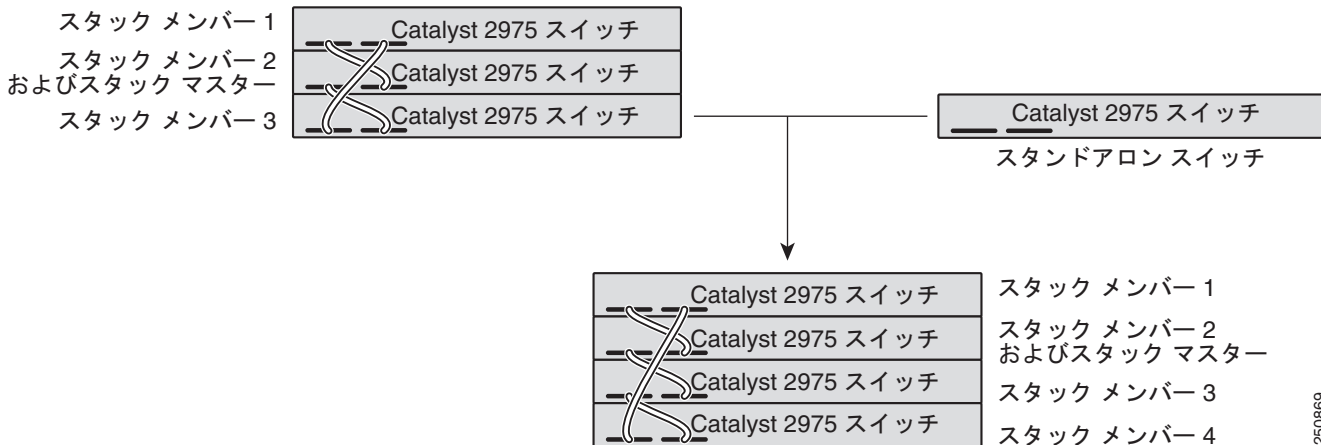 スタック メンバー 1
Catalyst 2975 スイッチ
スタック メンバー 2
およびスタック マスター
Catalyst 2975 スイッチ
スタック メンバー 3
Catalyst 2975 スイッチ
Catalyst 2975 スイッチ
スタンドアロン スイッチ
Catalyst 2975 スイッチ
スタック メンバー 1
Catalyst 2975 スイッチ
スタック メンバー 2
およびスタック マスター
Catalyst 2975 スイッチ
スタック メンバー 3
Catalyst 2975 スイッチ
スタック メンバー 4
250869